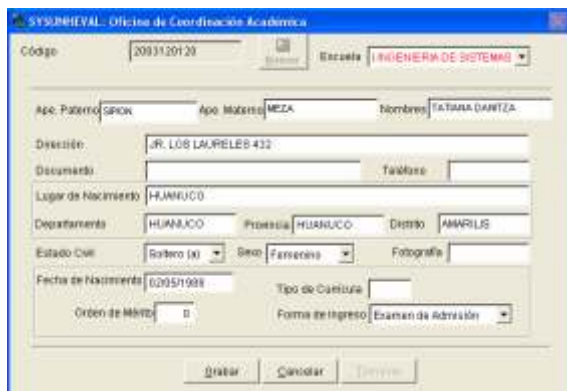 SYSUNHEVAL: Oficina de Coordinación Académica
Código 2003120120 Escuela INGENIERIA DE SISTEMAS
Ape. Paterno SIPION Ape. Materno MEZA Nombres TATIANA DANITZA
Dirección JR. LOS LAURELES 432
Documento Teléfono
Lugar de Nacimiento HUANUCO
Departamento HUANUCO Provincia HUANUCO Distrito AMARILIS
Estado Civil Soltero (a) Sexo Femenino Fotografía
Fecha de Nacimiento 02/05/1986 Tipo de Currícula
Orden de Mérito 0 Forma de Ingreso Examen de Admisión
Grabar Cancelar